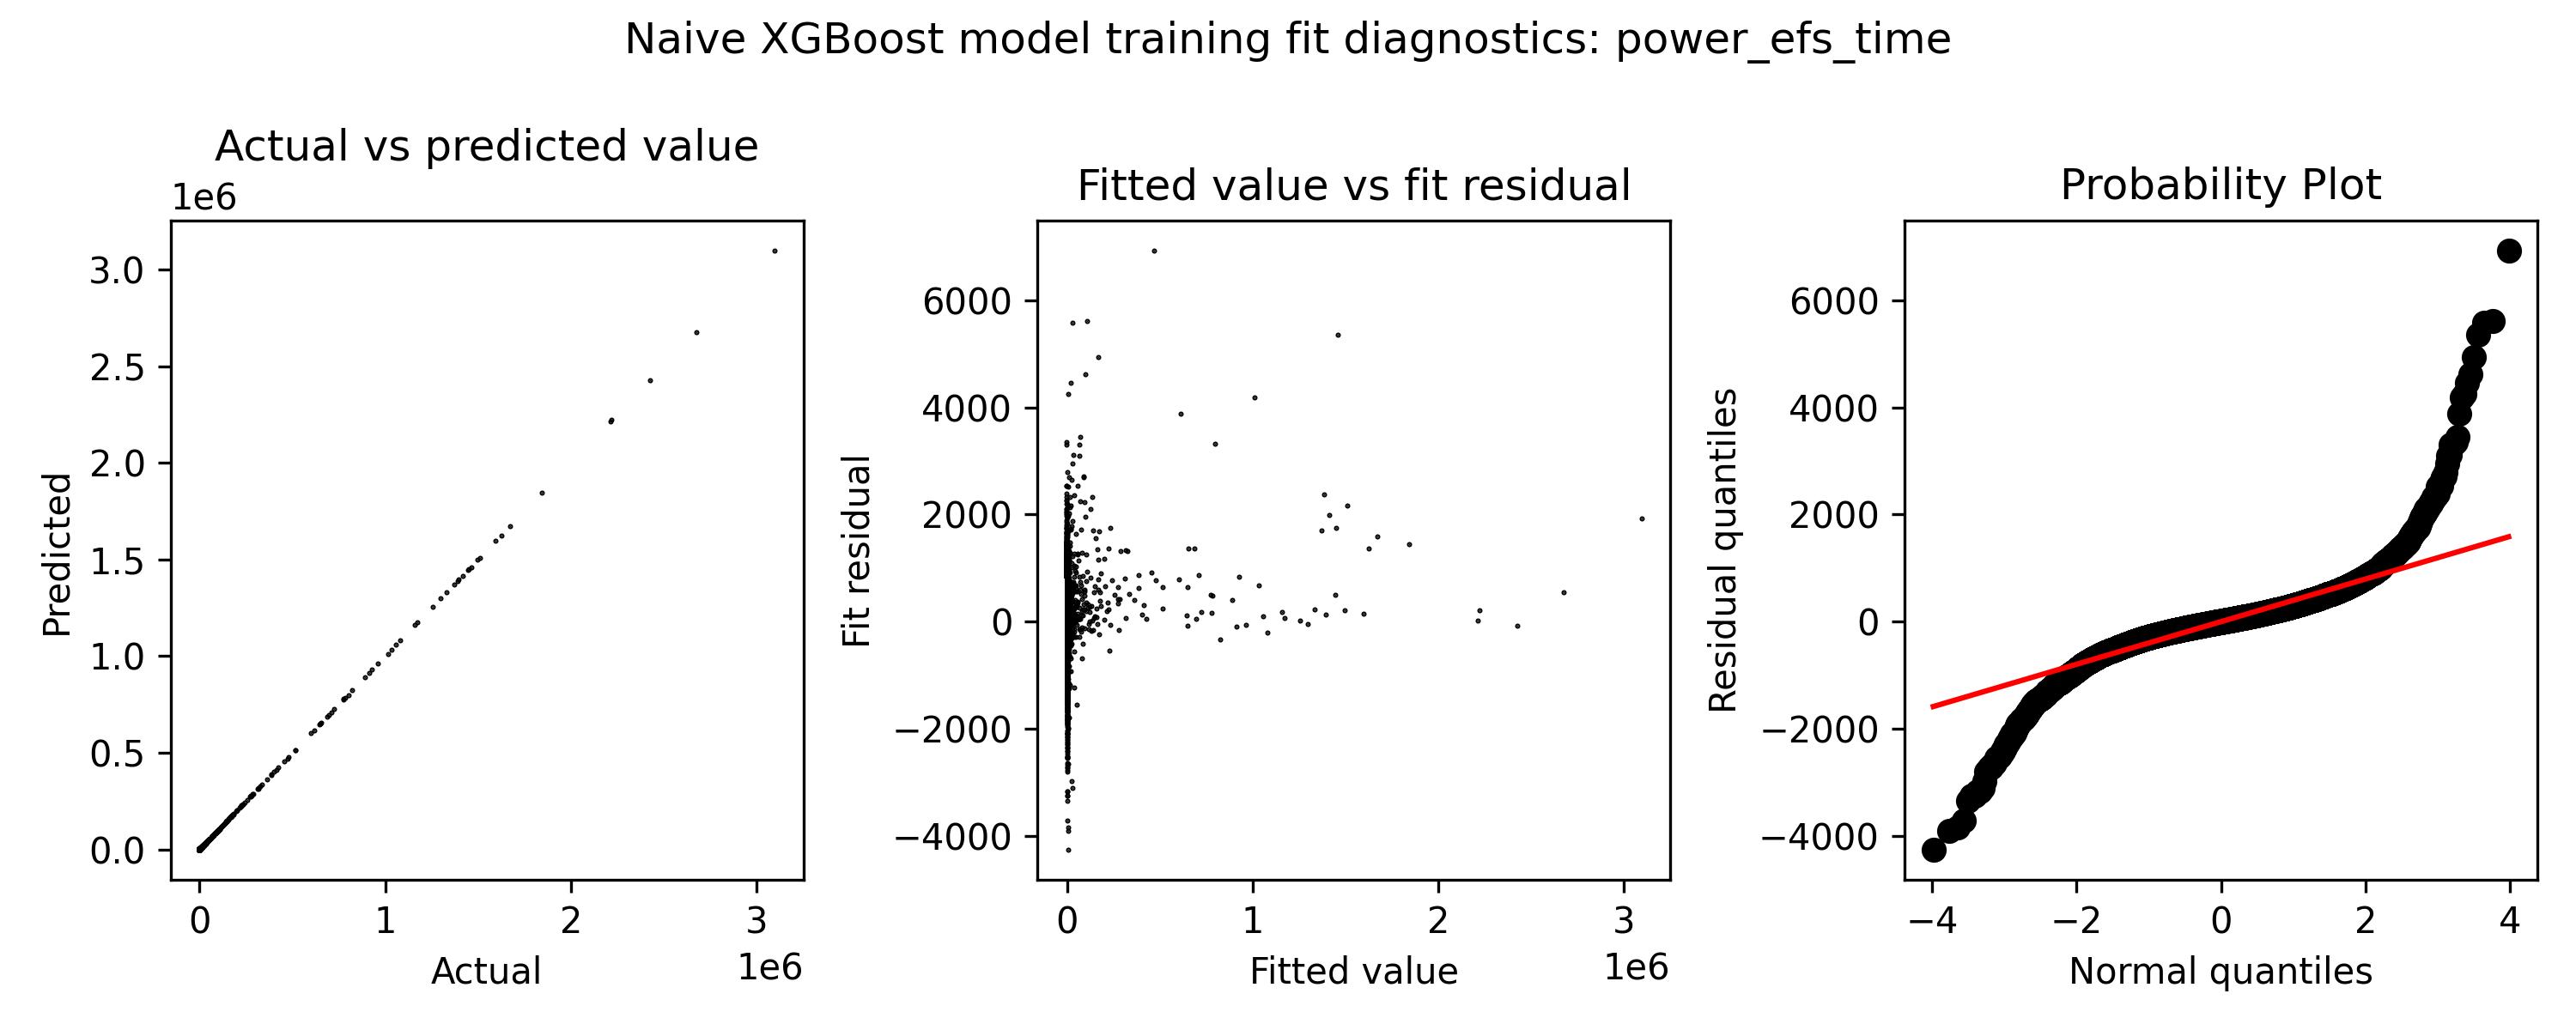 Naive XGBoost model training fit diagnostics: power_efs_time
Actual vs predicted value
1e6
3.0
2.5
2.0
1.5
1.0
0.5
0.0
Predicted
0 1 2 3
1e6
Actual
Fitted value vs fit residual
6000
4000
2000
0
−2000
−4000
Fit residual
0 1 2 3
1e6
Fitted value
Probability Plot
6000
4000
2000
0
−2000
−4000
Residual quantiles
−4 −2 0 2 4
Normal quantiles